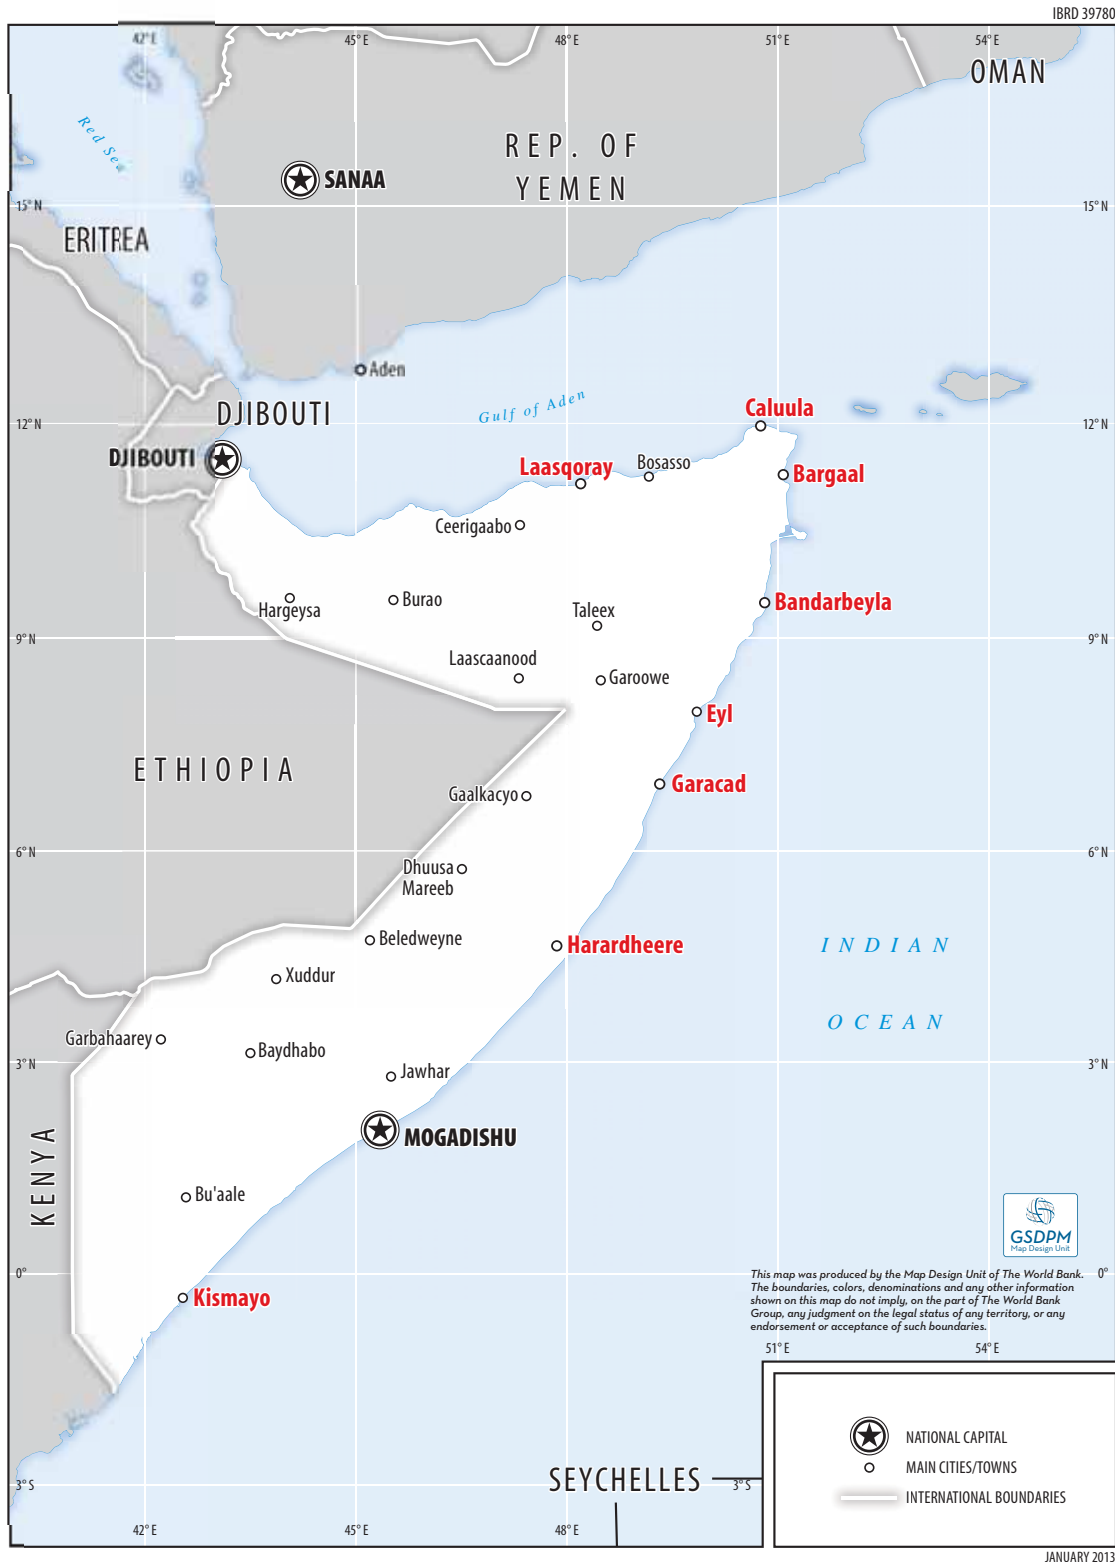 IBRD 39780
42°E
45°E
48°E
51°E
54°E
OMAN
Red Sea
REP. OF
YEMEN
SANAA
15°N
15°N
ERITREA
Aden
Gulf of Aden
DJIBOUTI
Caluula
12°N
12°N
DJIBOUTI
Laasqoray
Bosasso
Bargaal
Ceerigaabo
Hargeysa
Burao
Taleex
Bandarbeyla
9°N
9°N
Laascaanood
Garoowe
Eyl
ETHIOPIA
Gaalkacyo
Garacad
6°N
6°N
Dhuusa
Mareeb
Beledweyne
Harardheere
INDIAN
OCEAN
Xuddur
Garbahaarey
Baydhabo
3°N
3°N
Jawhar
MOGADISHU
KENYA
Bu'aale
GSDPM
Map Design Unit
0°
0°
Kismayo
This map was produced by the Map Design Unit of The World Bank.
The boundaries, colors, denominations and any other information
shown on this map do not imply, on the part of The World Bank
Group, any judgment on the legal status of any territory, or any
endorsement or acceptance of such boundaries.
51°E
54°E
NATIONAL CAPITAL
MAIN CITIES/TOWNS
INTERNATIONAL BOUNDARIES
SEYCHELLES
3°S
3°S
42°E
45°E
48°E
JANUARY 2013